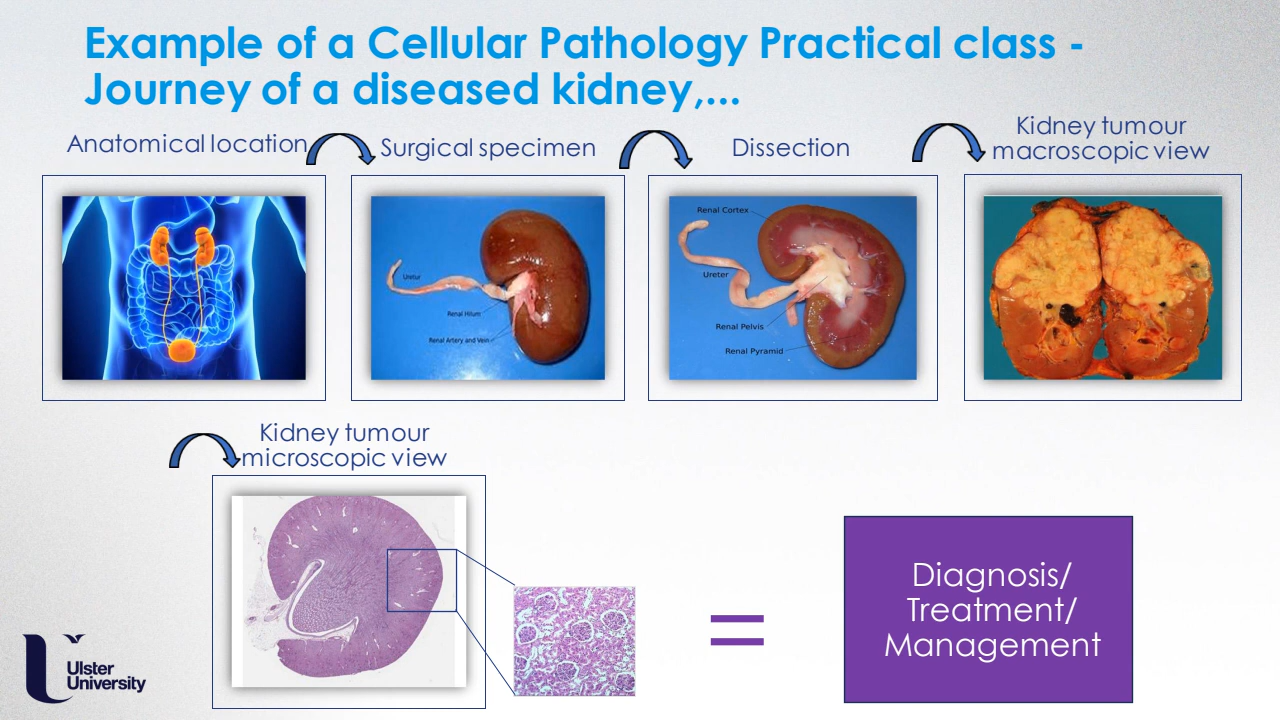 Example of a Cellular Pathology Practical class -
Journey of a diseased kidney,...
Anatomical location
Surgical specimen
Dissection
Kidney tumour
macroscopic view
Uretur
Renal Hilum
Renal Artery and Vein
Renal Cortex
Ureter
Renal Pelvis
Renal Pyramid
Kidney tumour
microscopic view
=
Diagnosis/
Treatment/
Management
Ulster
University